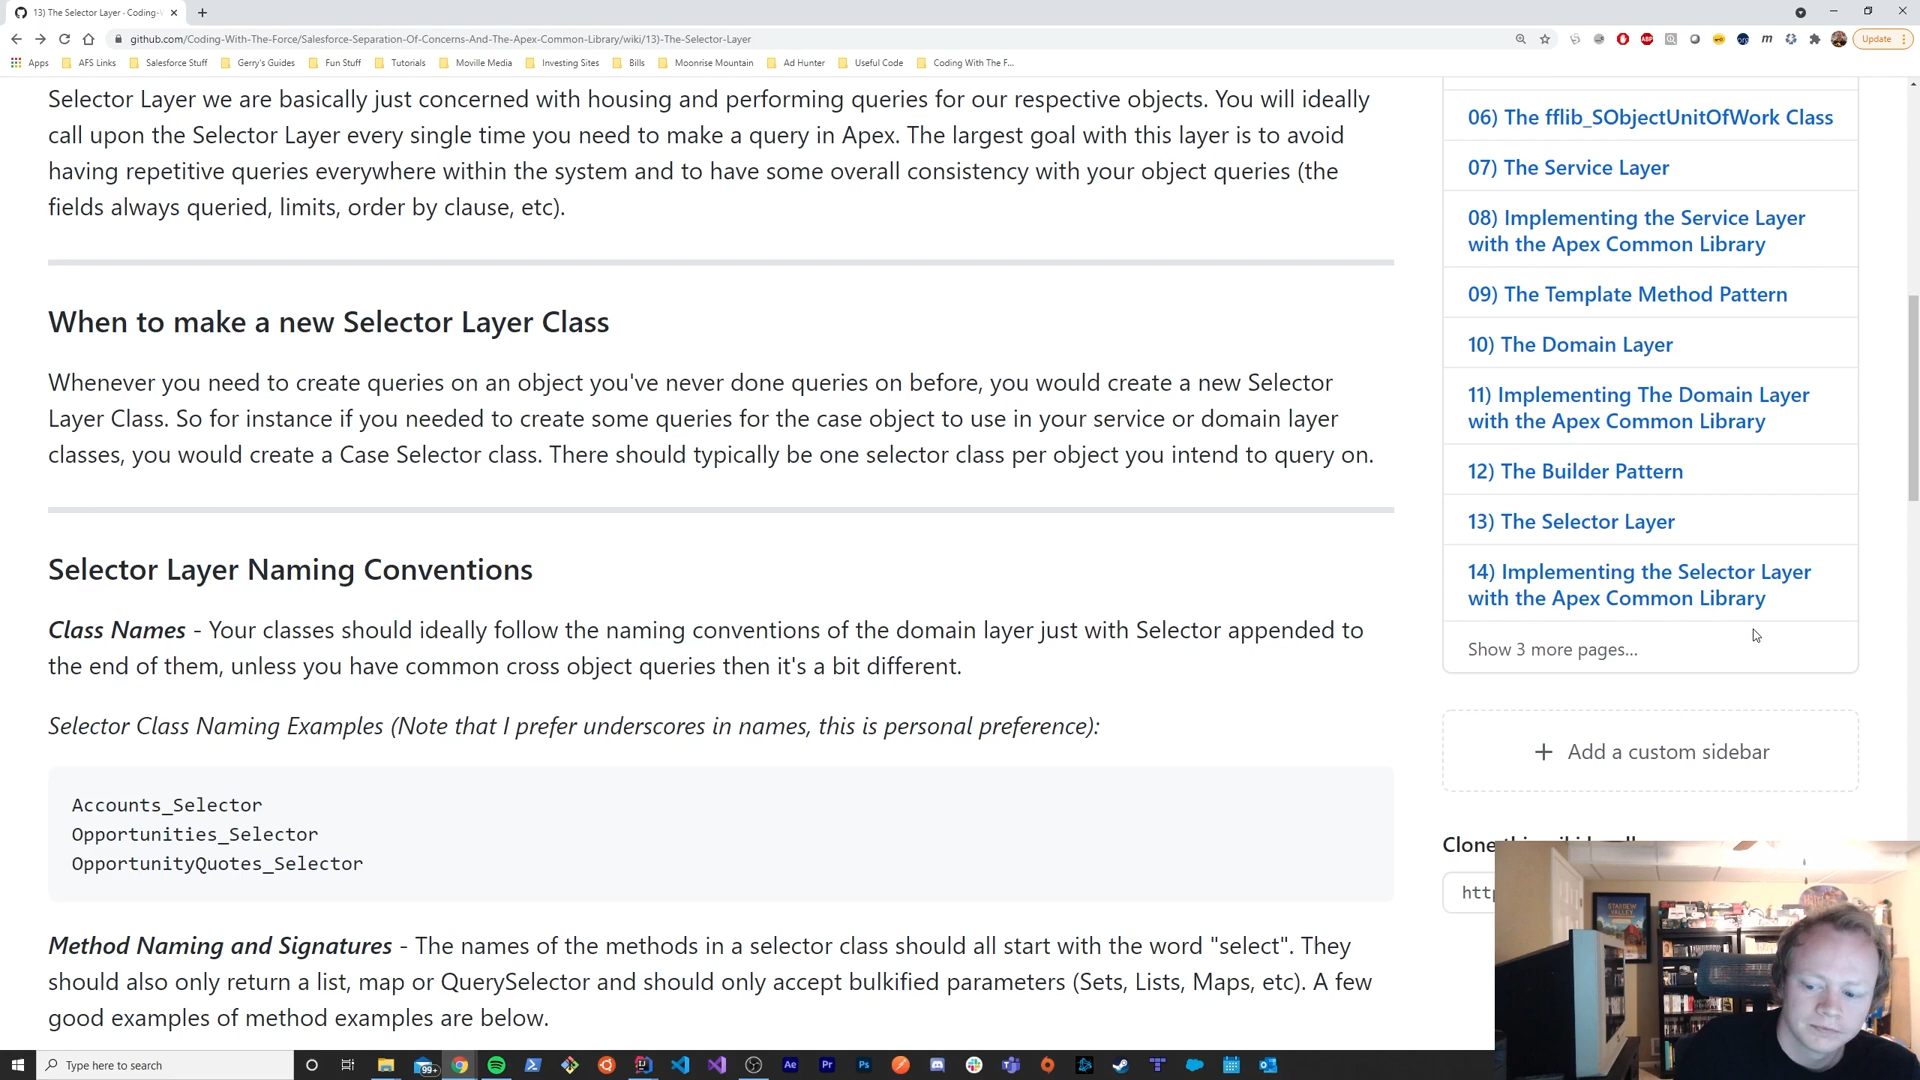 13) The Selector Layer · Coding-W
github.com/Coding-With-The-Force/Salesforce-Separation-Of-Concerns-And-The-Apex-Common-Library/wiki/13)-The-Selector-Layer
Update
Apps
AFS Links
Salesforce Stuff
Gerry's Guides
Fun Stuff
Tutorials
Moville Media
Investing Sites
Bills
Moonrise Mountain
Ad Hunter
Useful Code
Coding With The F...
Selector Layer we are basically just concerned with housing and performing queries for our respective objects. You will ideally
call upon the Selector Layer every single time you need to make a query in Apex. The largest goal with this layer is to avoid
having repetitive queries everywhere within the system and to have some overall consistency with your object queries (the
fields always queried, limits, order by clause, etc).
When to make a new Selector Layer Class
Whenever you need to create queries on an object you've never done queries on before, you would create a new Selector
Layer Class. So for instance if you needed to create some queries for the case object to use in your service or domain layer
classes, you would create a Case Selector class. There should typically be one selector class per object you intend to query on.
Selector Layer Naming Conventions
Class Names - Your classes should ideally follow the naming conventions of the domain layer just with Selector appended to
the end of them, unless you have common cross object queries then it's a bit different.
Selector Class Naming Examples (Note that I prefer underscores in names, this is personal preference):
Accounts_Selector
Opportunities_Selector
OpportunityQuotes_Selector
Method Naming and Signatures - The names of the methods in a selector class should all start with the word "select". They
should also only return a list, map or QuerySelector and should only accept bulkified parameters (Sets, Lists, Maps, etc). A few
good examples of method examples are below.
06) The fflib_SObjectUnitOfWork Class
07) The Service Layer
08) Implementing the Service Layer
with the Apex Common Library
09) The Template Method Pattern
10) The Domain Layer
11) Implementing The Domain Layer
with the Apex Common Library
12) The Builder Pattern
13) The Selector Layer
14) Implementing the Selector Layer
with the Apex Common Library
Show 3 more pages...
Add a custom sidebar
Clone this wiki locally
http
STARDEW
VALLEY
Type here to search
99+
Ae
Pr
Ps